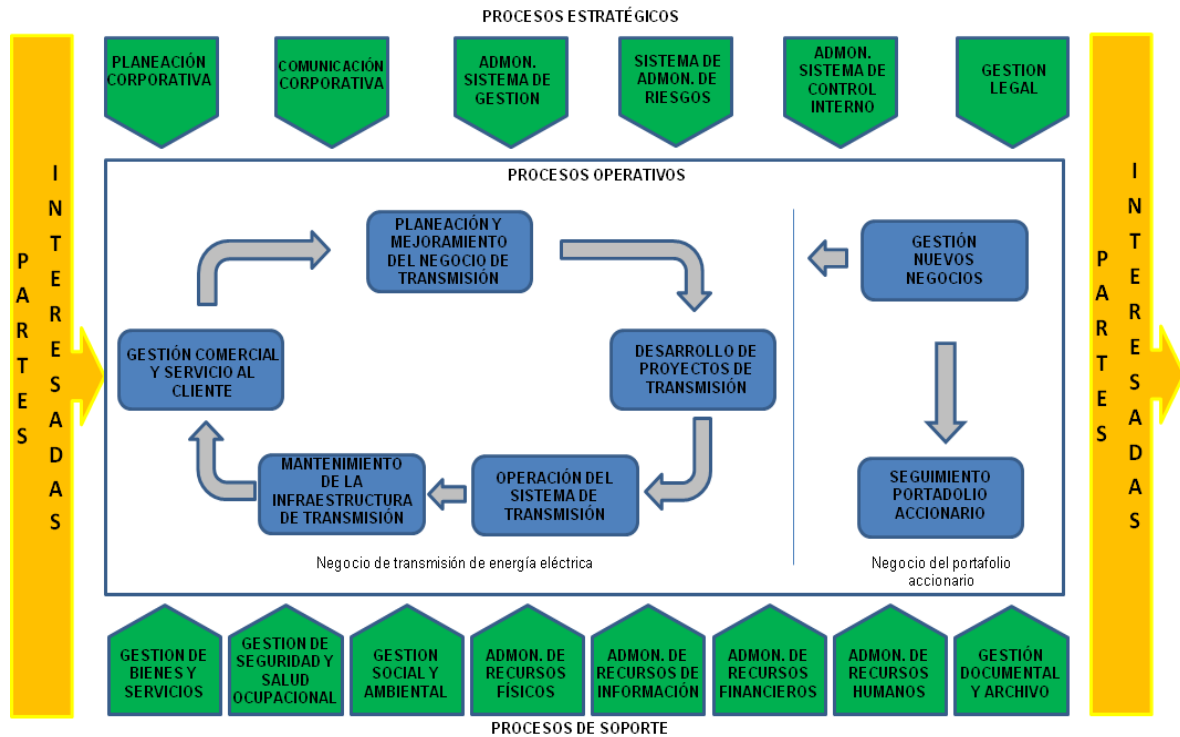 PROCESOS ESTRATÉGICOS
PARTES
INTERESADAS
PLANEACIÓN
CORPORATIVA
COMUNICACIÓN
CORPORATIVA
ADMON.
SISTEMA DE
GESTION
SISTEMA DE
ADMON. DE
RIESGOS
ADMON.
SISTEMA DE
CONTROL
INTERNO
GESTION
LEGAL
PROCESOS OPERATIVOS
PLANEACIÓN Y
MEJORAMIENTO
DEL NEGOCIO DE
TRANSMISIÓN
GESTIÓN COMERCIAL
Y SERVICIO AL
CLIENTE
DESARROLLO DE
PROYECTOS DE
TRANSMISIÓN
MANTENIMIENTO
DE LA
INFRAESTRUCTURA
DE TRANSMISIÓN
OPERACIÓN DEL
SISTEMA DE
TRANSMISIÓN
Negocio de transmisión de energía eléctrica
GESTIÓN
NUEVOS
NEGOCIOS
SEGUIMIENTO
PORTADOLIO
ACCIONARIO
Negocio del portafolio
accionario
GESTION DE
BIENES Y
SERVICIOS
GESTION DE
SEGURIDAD Y
SALUD
OCUPACIONAL
GESTION
SOCIAL Y
AMBIENTAL
ADMON. DE
RECURSOS
FÍSICOS
ADMON. DE
RECURSOS DE
INFORMACIÓN
ADMON. DE
RECURSOS
FINANCIEROS
ADMON. DE
RECURSOS
HUMANOS
GESTIÓN
DOCUMENTAL
Y ARCHIVO
PROCESOS DE SOPORTE
PARTES
INTERESADAS